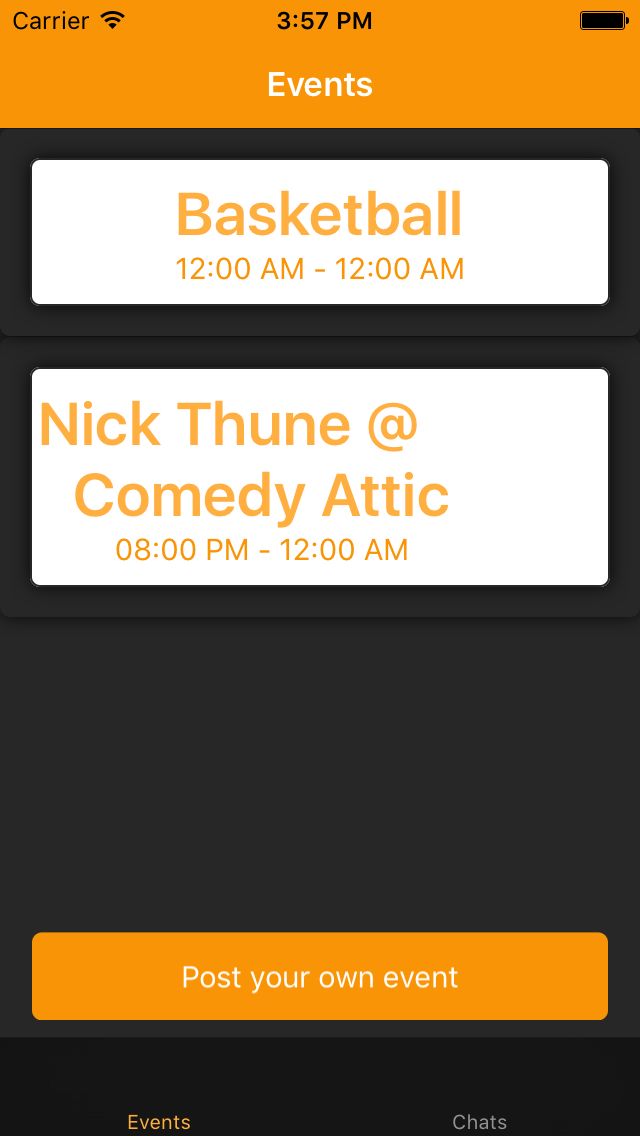 Carrier 3:57 PM
Events
Basketball
12:00 AM - 12:00 AM
Nick Thune @
Comedy Attic
08:00 PM - 12:00 AM
Post your own event
Events Chats